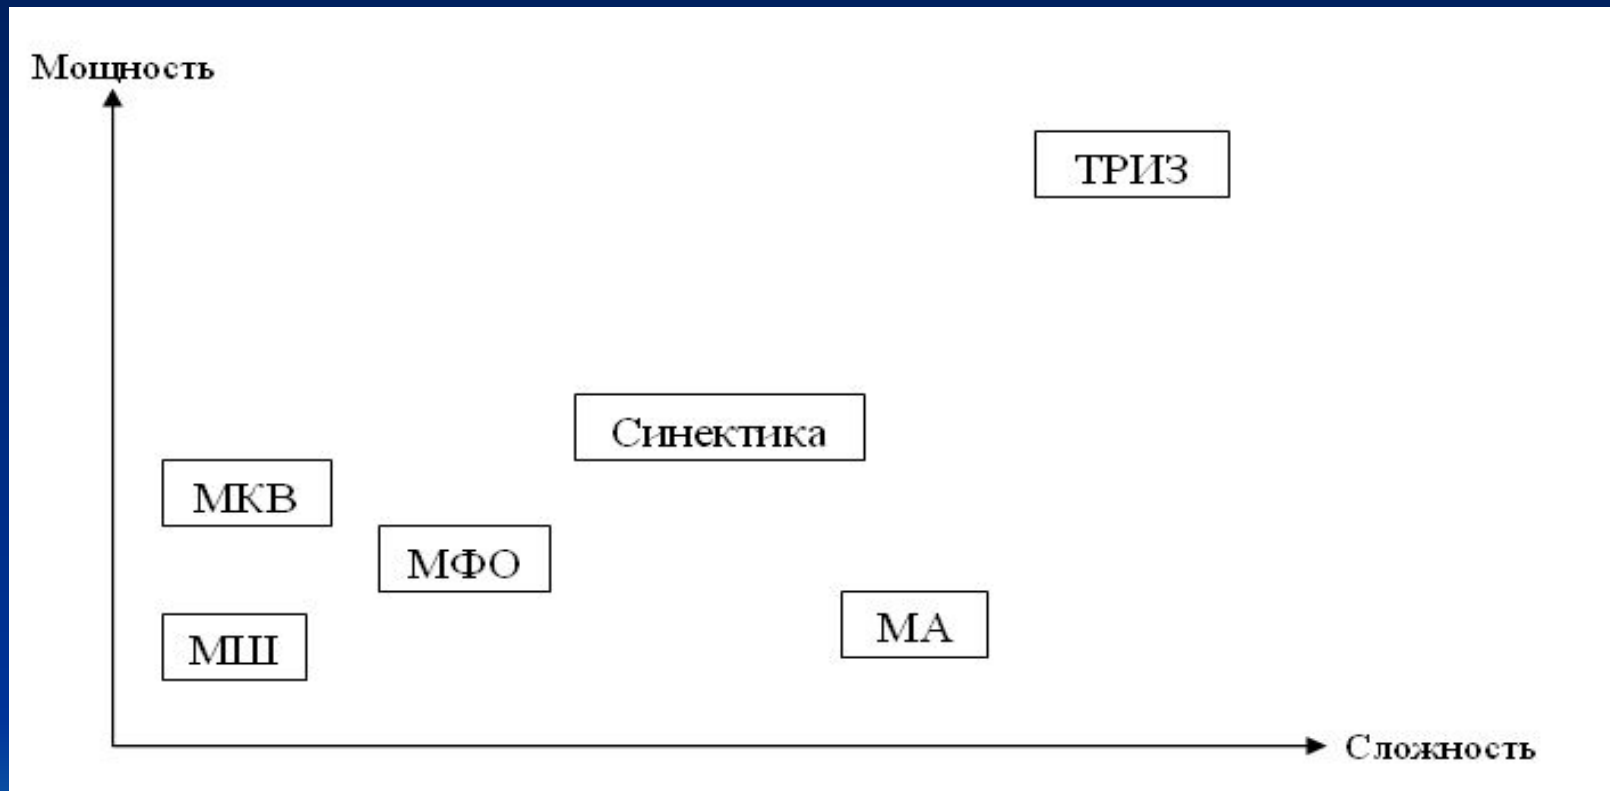 Мощность
ТРИЗ
Синектика
МКВ
МФО
МА
МШ
Сложность